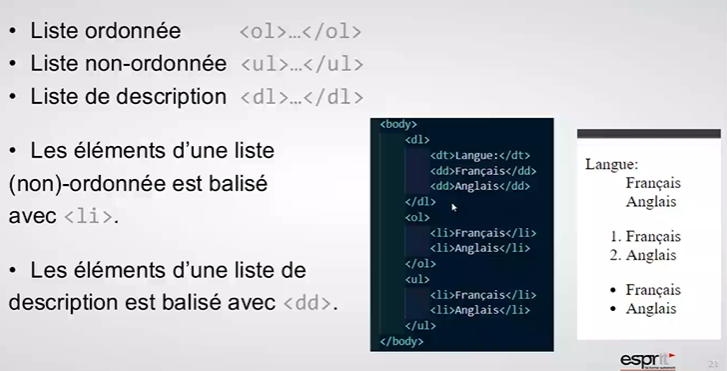 • Liste ordonnée <ol>…</ol>
• Liste non-ordonnée <ul>…</ul>
• Liste de description <dl>…</dl>
• Les éléments d'une liste
(non)-ordonnée est balisé
avec <li>.
• Les éléments d'une liste de
description est balisé avec <dd>.
<body>
<dl>
<dt>Langue:</dt>
<dd>Français</dd>
<dd>Anglais</dd>
</dl>
<ol>
<li>Français</li>
<li>Anglais</li>
</ol>
<ul>
<li>Français</li>
<li>Anglais</li>
</ul>
</body>
Langue:
Français
Anglais
1. Français
2. Anglais
• Français
• Anglais
esprit